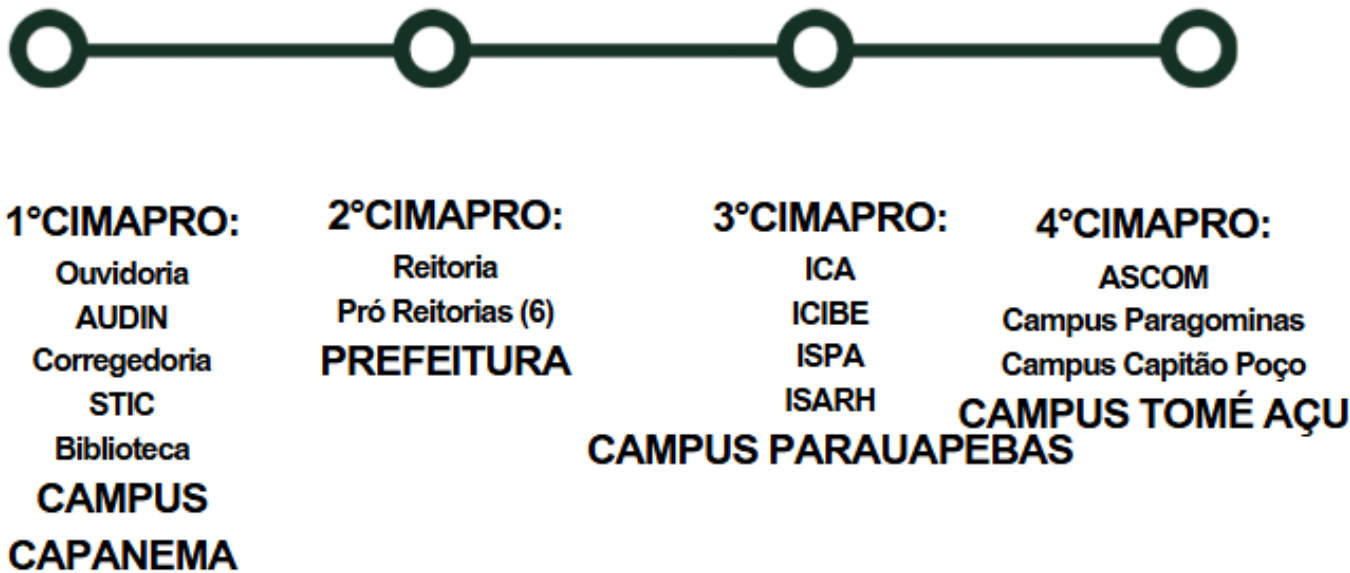 1°CIMAPRO:
Ouvidoria
AUDIN
Corregedoria
STIC
Biblioteca
CAMPUS
CAPANEMA
2°CIMAPRO:
Reitoria
Pró Reitorias (6)
PREFEITURA
3°CIMAPRO:
ICA
ICIBE
ISPA
ISARH
CAMPUS PARAUAPEBAS
4°CIMAPRO:
ASCOM
Campus Paragominas
Campus Capitão Poço
CAMPUS TOMÉ AÇU